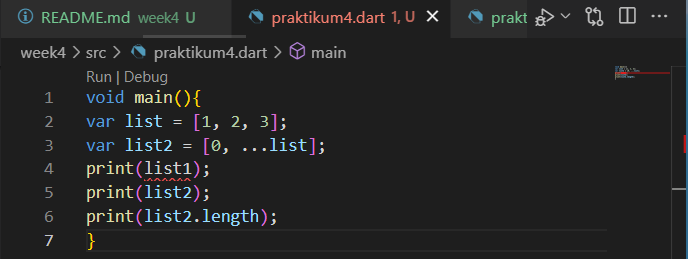 README.md week4 U praktikum4.dart 1, U prakt
week4 > src > praktikum4.dart > main
Run | Debug
1 void main(){
2 var list = [1, 2, 3];
3 var list2 = [0, ...list];
4 print(list1);
5 print(list2);
6 print(list2.length);
7 }